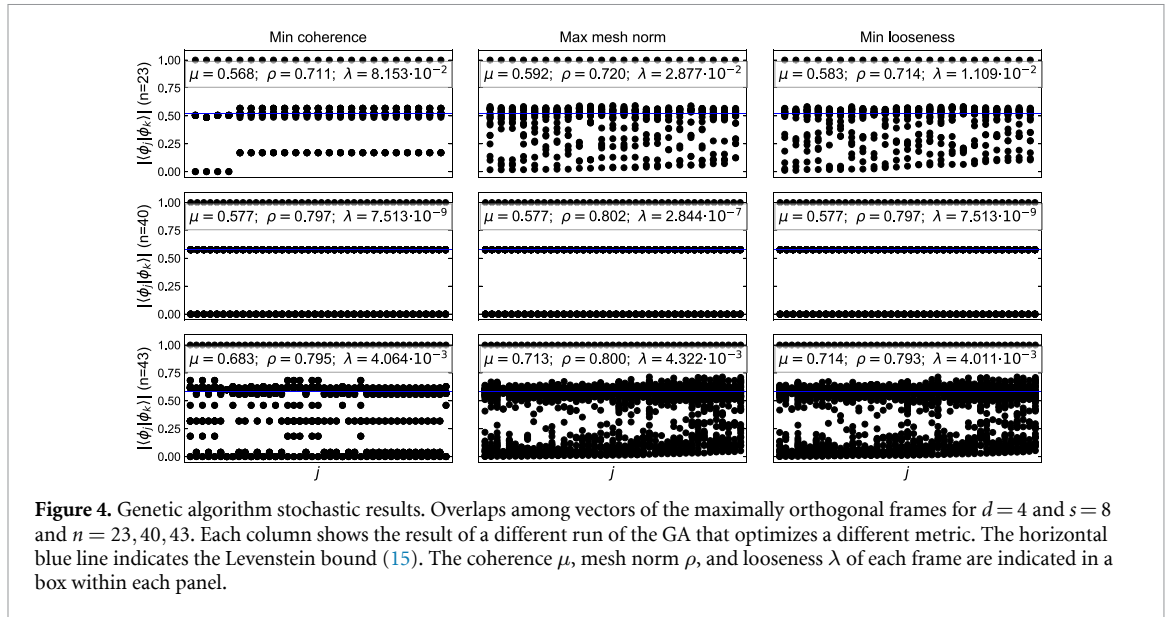 Min coherence
Max mesh norm
Min looseness
|⟨ϕj|ϕk⟩| (n=23)
1.00
0.75
0.50
0.25
0.00
μ = 0.568; ρ = 0.711; λ = 8.153·10⁻²
μ = 0.592; ρ = 0.720; λ = 2.877·10⁻²
μ = 0.583; ρ = 0.714; λ = 1.109·10⁻²
|⟨ϕj|ϕk⟩| (n=40)
1.00
0.75
0.50
0.25
0.00
μ = 0.577; ρ = 0.797; λ = 7.513·10⁻⁹
μ = 0.577; ρ = 0.802; λ = 2.844·10⁻⁷
μ = 0.577; ρ = 0.797; λ = 7.513·10⁻⁹
|⟨ϕj|ϕk⟩| (n=43)
1.00
0.75
0.50
0.25
0.00
μ = 0.683; ρ = 0.795; λ = 4.064·10⁻³
μ = 0.713; ρ = 0.800; λ = 4.322·10⁻³
μ = 0.714; ρ = 0.793; λ = 4.011·10⁻³
j
j
j
Figure 4. Genetic algorithm stochastic results. Overlaps among vectors of the maximally orthogonal frames for d = 4 and s = 8
and n = 23,40,43. Each column shows the result of a different run of the GA that optimizes a different metric. The horizontal
blue line indicates the Levenstein bound (15). The coherence μ, mesh norm ρ, and looseness λ of each frame are indicated in a
box within each panel.